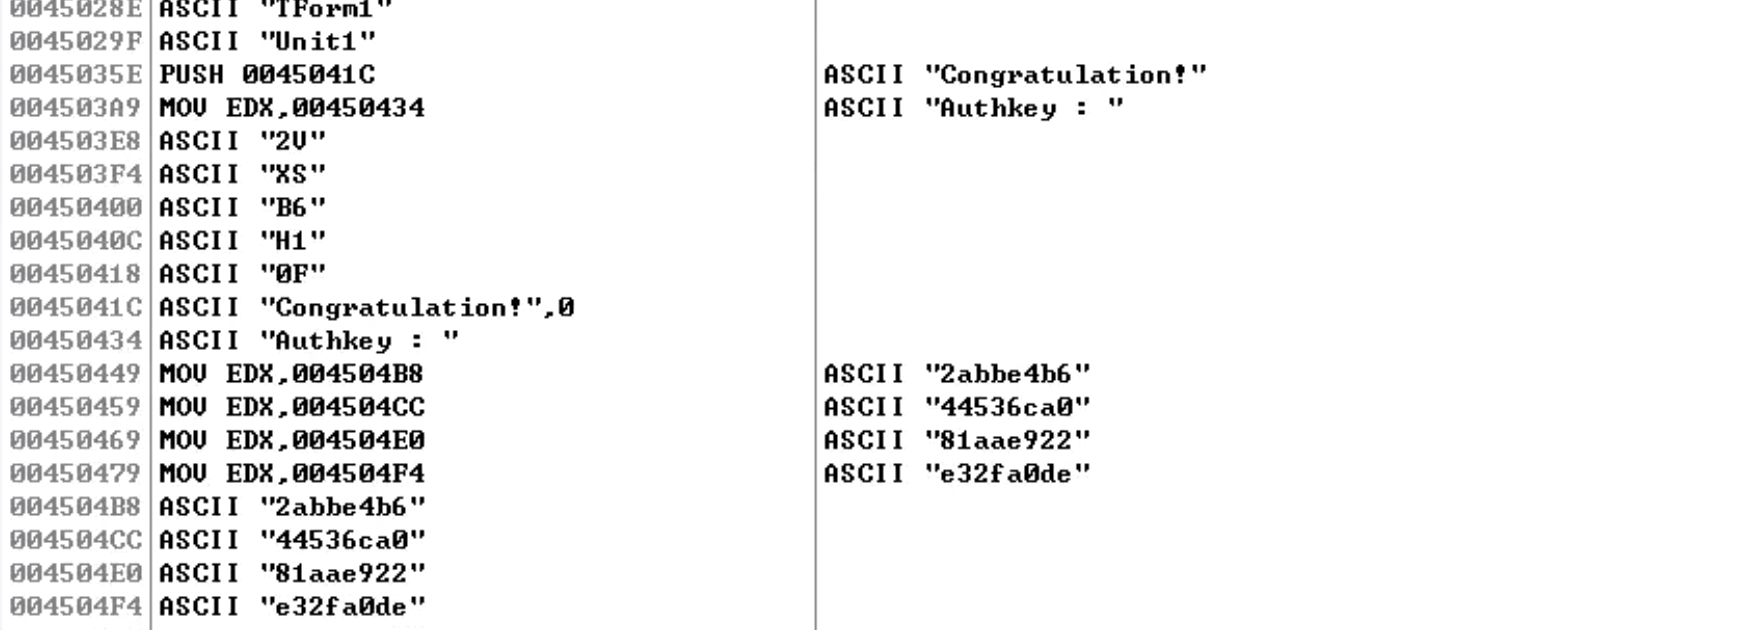 0045028E ASCII "TForm1"
0045029F ASCII "Unit1"
0045035E PUSH 0045041C ASCII "Congratulation!"
004503A9 MOV EDX,00450434 ASCII "Authkey : "
004503E8 ASCII "2V"
004503F4 ASCII "XS"
00450400 ASCII "B6"
0045040C ASCII "H1"
00450418 ASCII "0F"
0045041C ASCII "Congratulation!",0
00450434 ASCII "Authkey : "
00450449 MOV EDX,004504B8 ASCII "2abbe4b6"
00450459 MOV EDX,004504CC ASCII "44536ca0"
00450469 MOV EDX,004504E0 ASCII "81aae922"
00450479 MOV EDX,004504F4 ASCII "e32fa0de"
004504B8 ASCII "2abbe4b6"
004504CC ASCII "44536ca0"
004504E0 ASCII "81aae922"
004504F4 ASCII "e32fa0de"